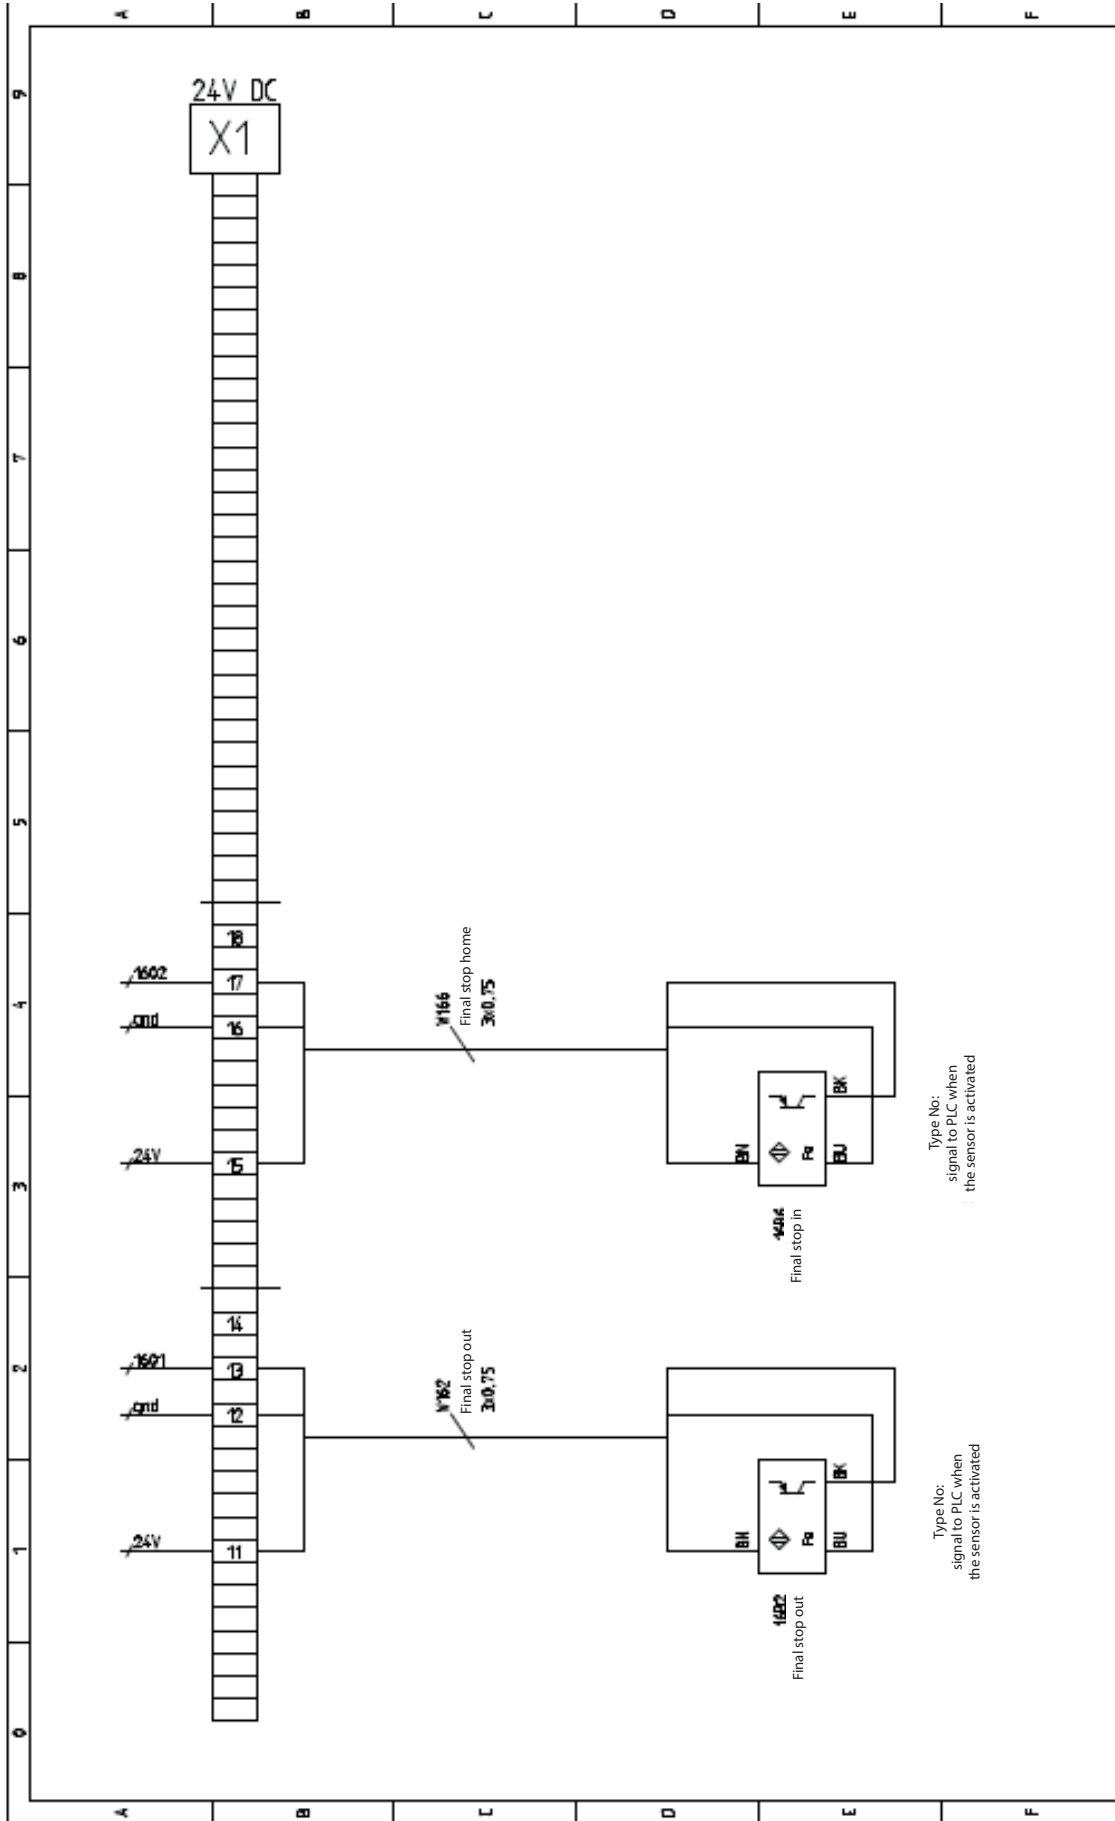 A B C D E F
9
8
7
6
5
4
3
2
1
0
24V DC
X1
18
17
16
15
14
13
12
11
1602
gnd
24V
1601
gnd
24V
W166
Final stop home
3x0.75
W162
Final stop out
3x0.75
BN
BK
BU
Fe
Final stop in
Type No:
signal to PLC when
the sensor is activated
BN
BK
BU
Fe
Final stop out
Type No:
signal to PLC when
the sensor is activated
A B C D E F